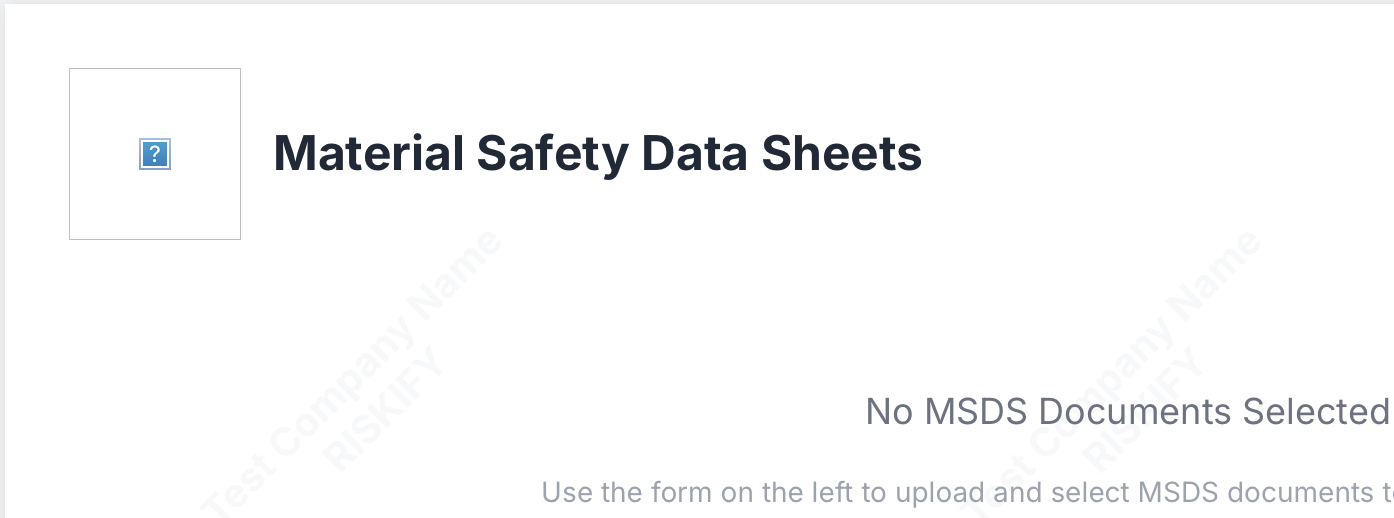 Material Safety Data Sheets
Test Company Name
RISKIFY
Test Company Name
RISKIFY
No MSDS Documents Selected
Use the form on the left to upload and select MSDS documents